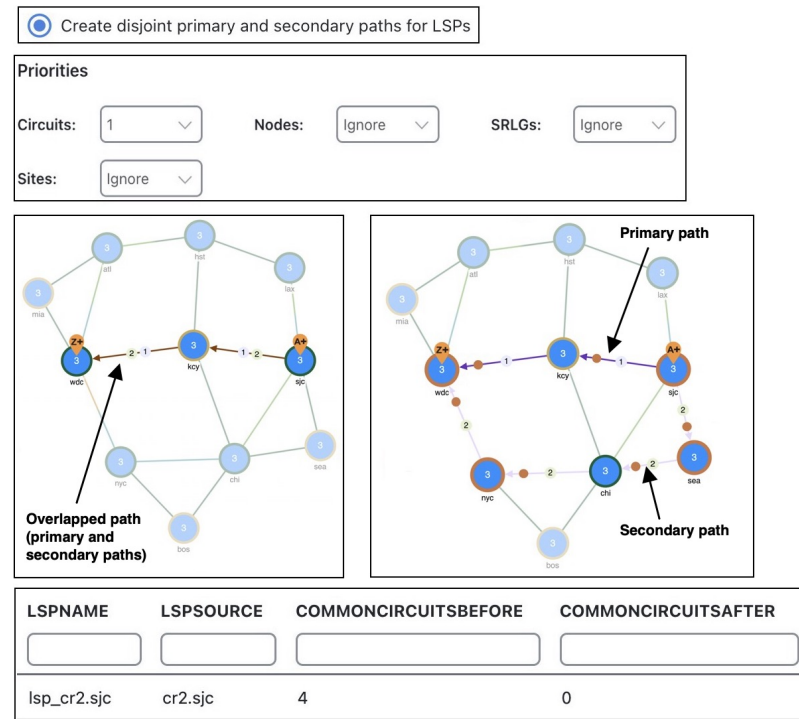 Create disjoint primary and secondary paths for LSPs
Priorities
Circuits: 1 Nodes: Ignore SRLGs: Ignore
Sites: Ignore
3
hst
3
atl
3
lax
3
mia
Z+
3
wdc
2 - 1
3
kcy
1 - 2
A+
3
sjc
3
nyc
3
chi
3
sea
3
bos
Overlapped path
(primary and
secondary paths)
Primary path
3
hst
3
atl
3
lax
3
mia
Z+
3
wdc
1
3
kcy
1
A+
3
sjc
2
2
3
nyc
2
3
chi
2
3
sea
3
bos
Secondary path
LSPNAME LSPSOURCE COMMONCIRCUITSBEFORE COMMONCIRCUITSAFTER
lsp_cr2.sjc cr2.sjc 4 0